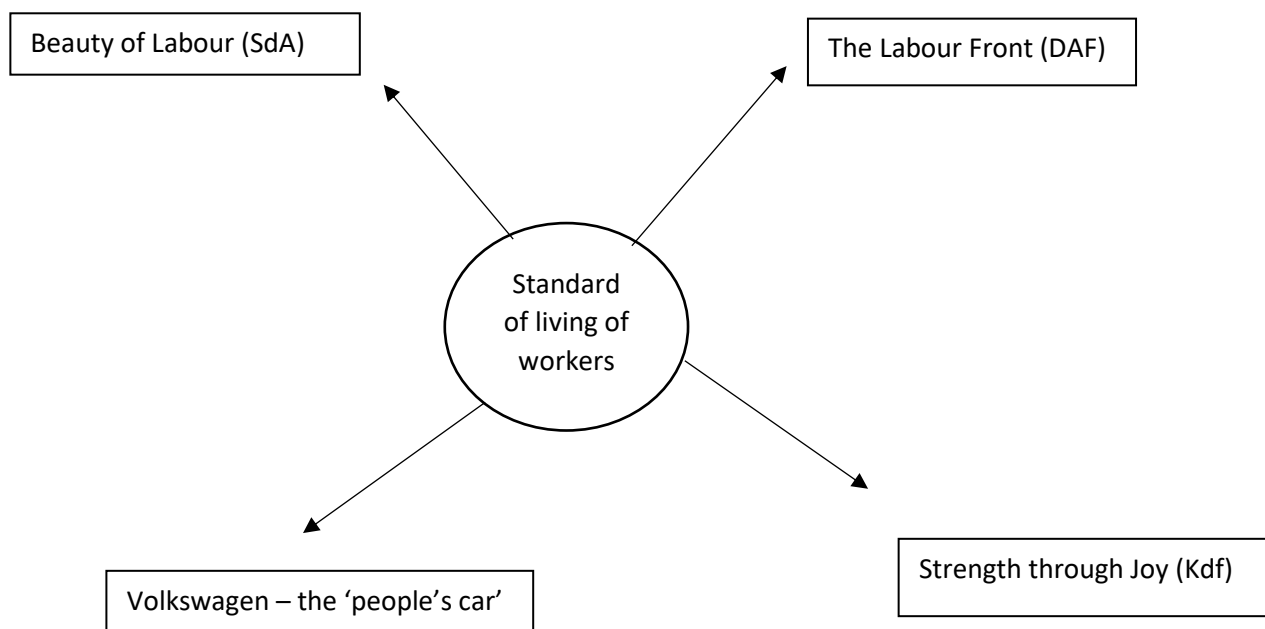 Beauty of Labour (SdA)
The Labour Front (DAF)
Standard
of living of
workers
Volkswagen – the ‘people’s car’
Strength through Joy (Kdf)